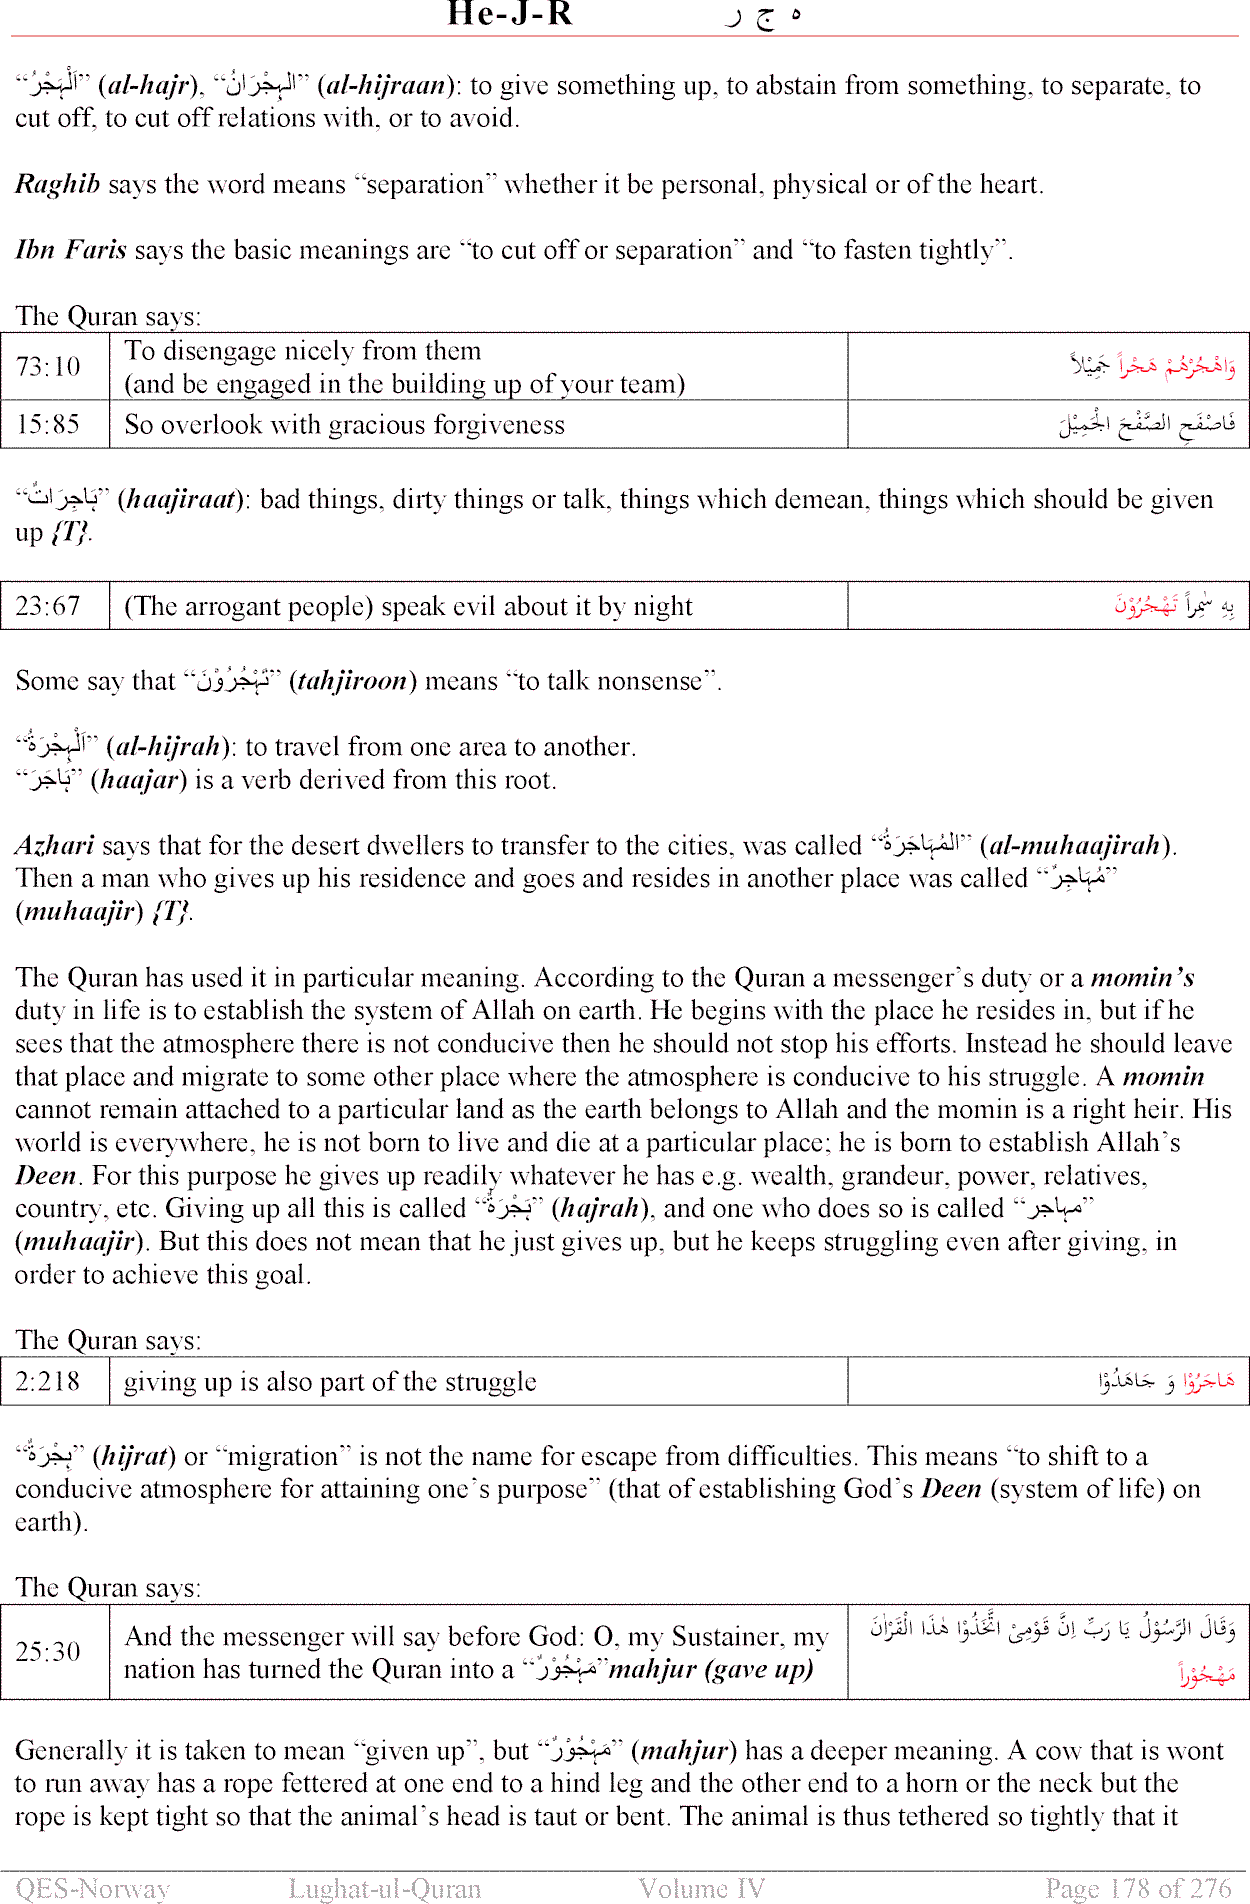 He-J-R ه ج ر
“اَلْہَجْرُ” (al-hajr), “الہِجْرَانُ” (al-hijraan): to give something up, to abstain from something, to separate, to
cut off, to cut off relations with, or to avoid.
Raghib says the word means “separation” whether it be personal, physical or of the heart.
Ibn Faris says the basic meanings are “to cut off or separation” and “to fasten tightly”.
The Quran says:
73:10 To disengage nicely from them
(and be engaged in the building up of your team)
وَاهْجُرْهُمْ هَجْراً جَمِيْلاً
15:85 So overlook with gracious forgiveness فَاصْفَحِ الصَّفْحَ الْجَمِيْلَ
“ہَاجِرَاتٌ” (haajiraat): bad things, dirty things or talk, things which demean, things which should be given
up {T}.
23:67 (The arrogant people) speak evil about it by night بِهِ سٰمِراً تَهْجُرُوْنَ
Some say that “تَہْجُرُوْنَ” (tahjiroon) means “to talk nonsense”.
“اَلْہِجْرَۃُ” (al-hijrah): to travel from one area to another.
“ہَاجَرَ” (haajar) is a verb derived from this root.
Azhari says that for the desert dwellers to transfer to the cities, was called “الْمُہَاجَرَۃُ” (al-muhaajirah).
Then a man who gives up his residence and goes and resides in another place was called “مُہَاجِرٌ”
(muhaajir) {T}.
The Quran has used it in particular meaning. According to the Quran a messenger’s duty or a momin’s
duty in life is to establish the system of Allah on earth. He begins with the place he resides in, but if he
sees that the atmosphere there is not conducive then he should not stop his efforts. Instead he should leave
that place and migrate to some other place where the atmosphere is conducive to his struggle. A momin
cannot remain attached to a particular land as the earth belongs to Allah and the momin is a right heir. His
world is everywhere, he is not born to live and die at a particular place; he is born to establish Allah’s
Deen. For this purpose he gives up readily whatever he has e.g. wealth, grandeur, power, relatives,
country, etc. Giving up all this is called “ہَجْرَۃٌ” (hajrah), and one who does so is called “مہاجر”
(muhaajir). But this does not mean that he just gives up, but he keeps struggling even after giving, in
order to achieve this goal.
The Quran says:
2:218 giving up is also part of the struggle هَاجَرُوْا وَ جَاهَدُوْا
“ہِجْرَۃٌ” (hijrat) or “migration” is not the name for escape from difficulties. This means “to shift to a
conducive atmosphere for attaining one’s purpose” (that of establishing God’s Deen (system of life) on
earth).
The Quran says:
25:30 And the messenger will say before God: O, my Sustainer, my
nation has turned the Quran into a “مَہْجُوْرٌ”mahjur (gave up)
وَقَالَ الرَّسُوْلُ يَا رَبِّ اِنَّ قَوْمِىْ اتَّخَذُوْا هٰذَا الْقُرْاٰنَ
مَهْجُوْراً
Generally it is taken to mean “given up”, but “مَہْجُوْرٌ” (mahjur) has a deeper meaning. A cow that is wont
to run away has a rope fettered at one end to a hind leg and the other end to a horn or the neck but the
rope is kept tight so that the animal’s head is taut or bent. The animal is thus tethered so tightly that it
QES-Norway Lughat-ul-Quran Volume IV Page 178 of 276